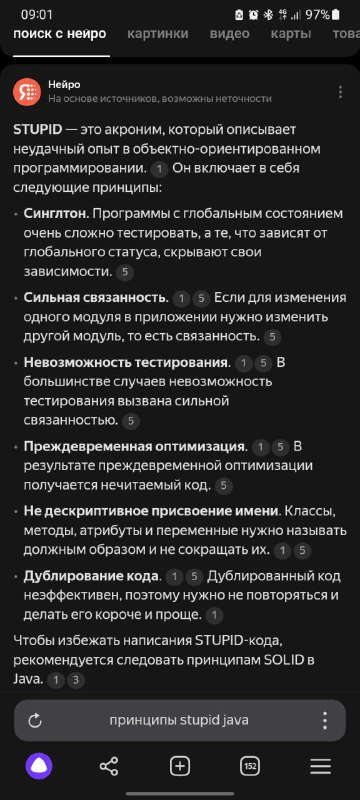 09:01
4G
97%
ПОИСК С НЕЙРО КАРТИНКИ ВИДЕО КАРТЫ ТОВА
Нейро
На основе источников, возможны неточности
STUPID — это акроним, который описывает
неудачный опыт в объектно-ориентированном
программировании. 1 Он включает в себя
следующие принципы:
• Синглтон. Программы с глобальным состоянием
очень сложно тестировать, а те, что зависят от
глобального статуса, скрывают свои
зависимости. 5
• Сильная связанность. 1 5 Если для изменения
одного модуля в приложении нужно изменить
другой модуль, то есть связанность. 5
• Невозможность тестирования. 1 5 В
большинстве случаев невозможность
тестирования вызвана сильной
связанностью. 5
• Преждевременная оптимизация. 1 5 В
результате преждевременной оптимизации
получается нечитаемый код. 5
• Не дескриптивное присвоение имени. Классы,
методы, атрибуты и переменные нужно называть
должным образом и не сокращать их. 1 5
• Дублирование кода. 1 5 Дублированный код
неэффективен, поэтому нужно не повторяться и
делать его короче и проще. 1
Чтобы избежать написания STUPID-кода,
рекомендуется следовать принципам SOLID в
Java. 1 3
принципы stupid java
152